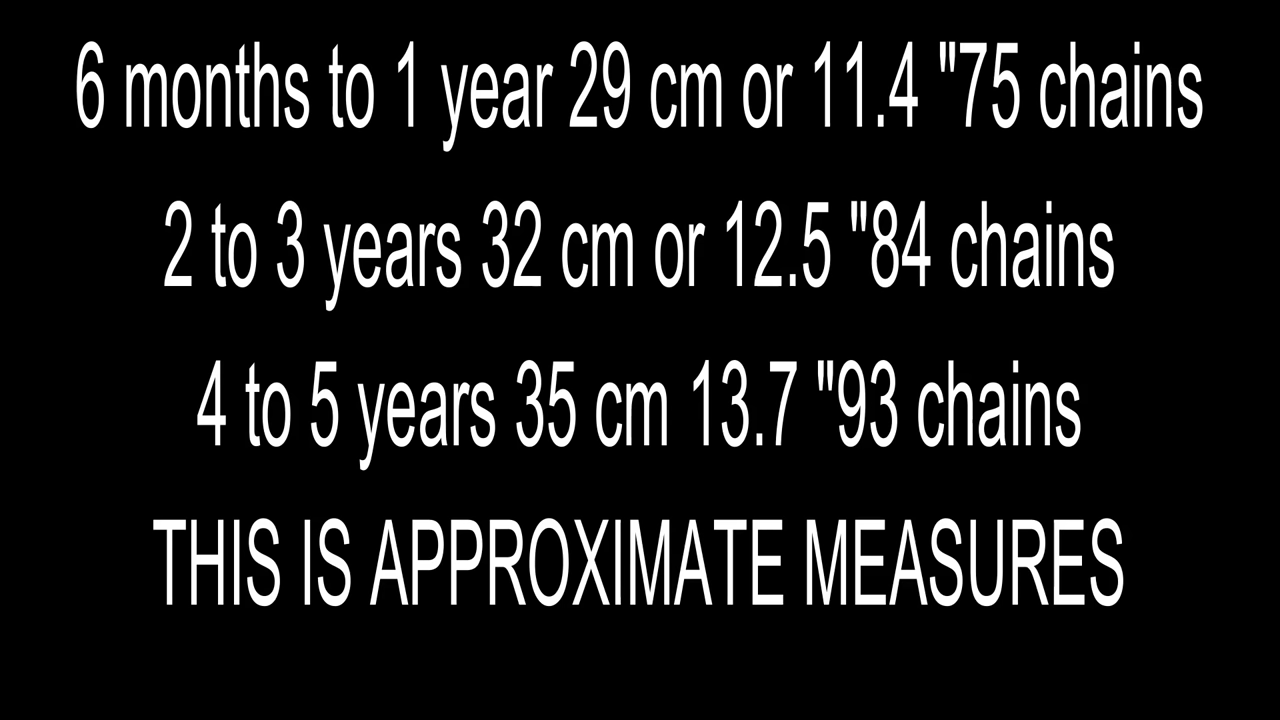 6 months to 1 year 29 cm or 11.4 "75 chains
2 to 3 years 32 cm or 12.5 "84 chains
4 to 5 years 35 cm 13.7 "93 chains
THIS IS APPROXIMATE MEASURES